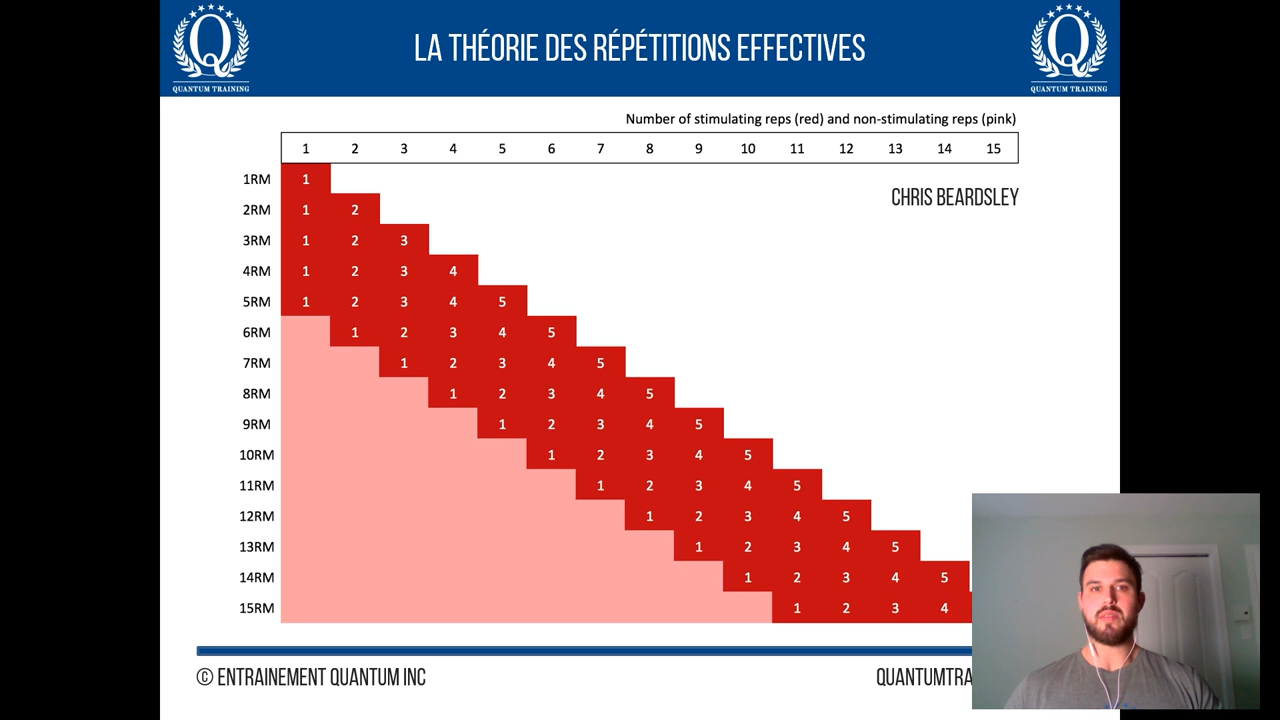 LA THÉORIE DES RÉPÉTITIONS EFFECTIVES
Q
QUANTUM TRAINING
Q
QUANTUM TRAINING
Number of stimulating reps (red) and non-stimulating reps (pink)
1 2 3 4 5 6 7 8 9 10 11 12 13 14 15
CHRIS BEARDSLEY
1RM 1
2RM 1 2
3RM 1 2 3
4RM 1 2 3 4
5RM 1 2 3 4 5
6RM 1 2 3 4 5
7RM 1 2 3 4 5
8RM 1 2 3 4 5
9RM 1 2 3 4 5
10RM 1 2 3 4 5
11RM 1 2 3 4 5
12RM 1 2 3 4 5
13RM 1 2 3 4 5
14RM 1 2 3 4 5
15RM 1 2 3 4
© ENTRAINEMENT QUANTUM INC
QUANTUMTRA